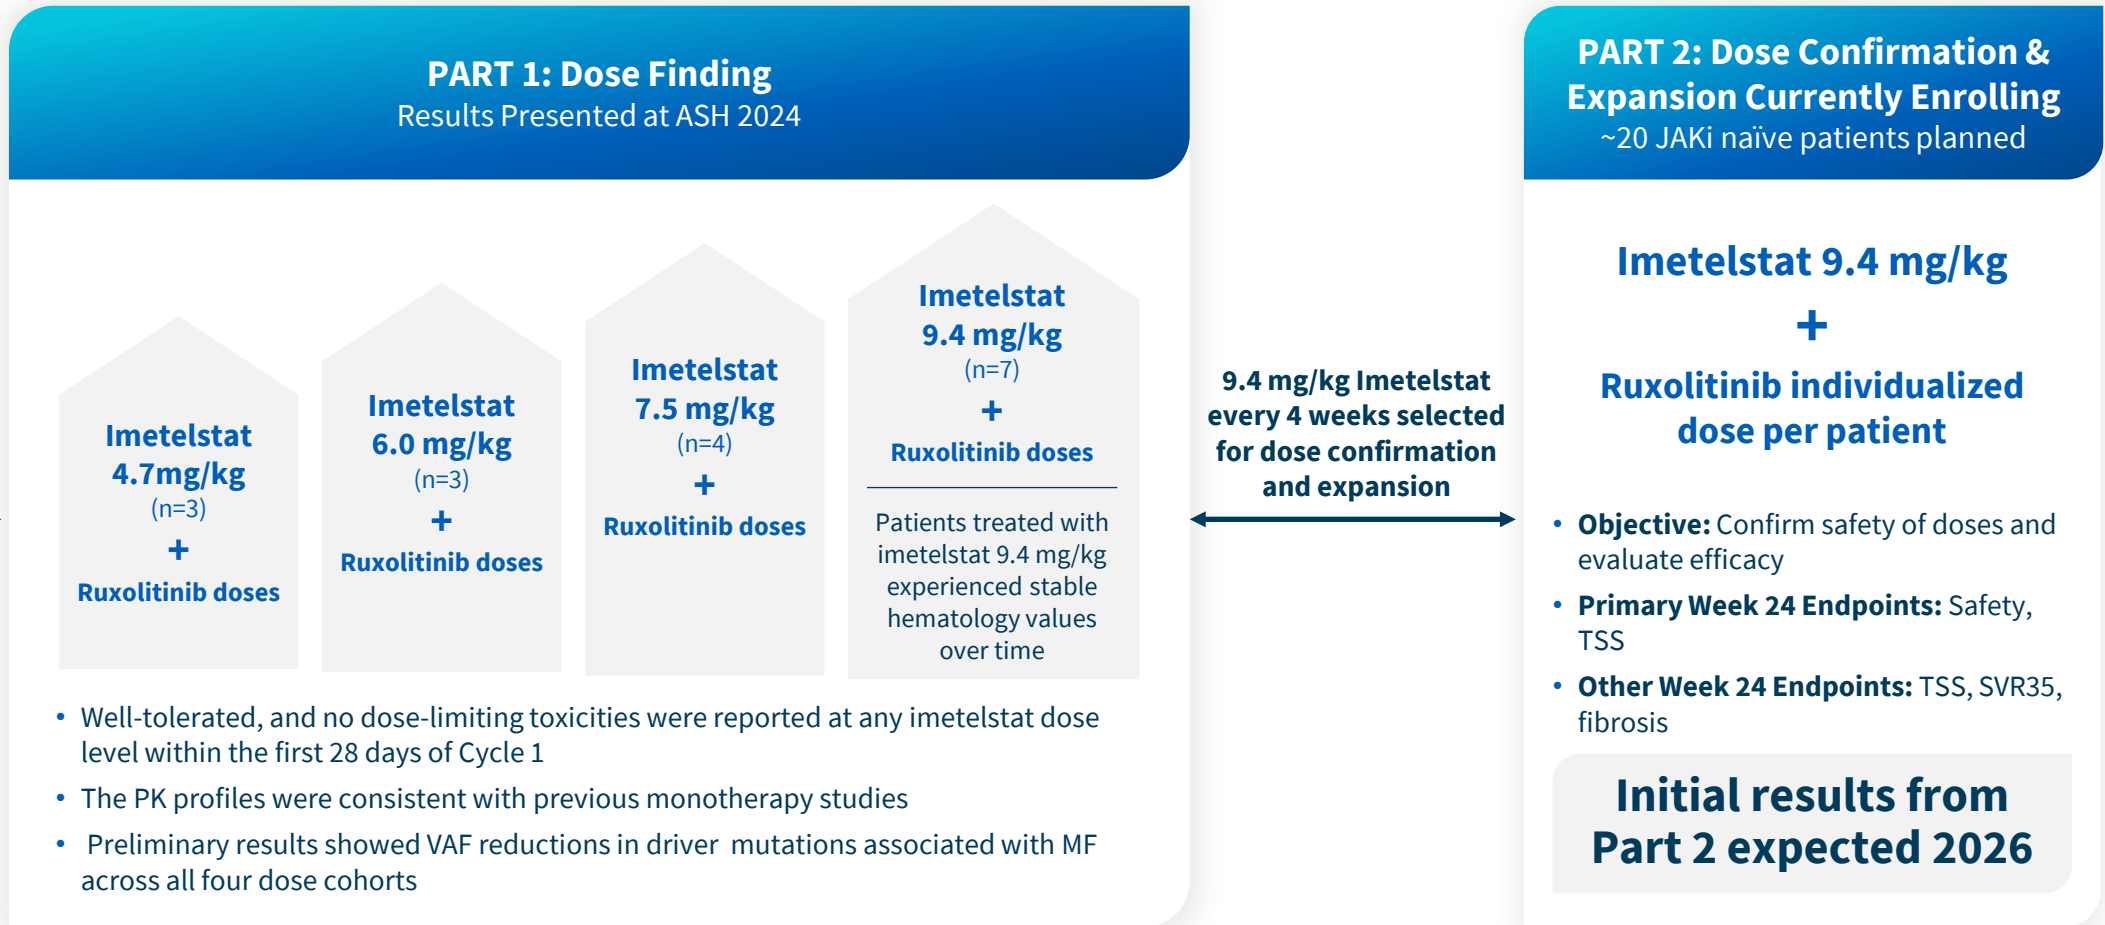 PART 1: Dose Finding
Results Presented at ASH 2024
Imetelstat
4.7mg/kg
(n=3)
+
Ruxolitinib doses
Imetelstat
6.0 mg/kg
(n=3)
+
Ruxolitinib doses
Imetelstat
7.5 mg/kg
(n=4)
+
Ruxolitinib doses
Imetelstat
9.4 mg/kg
(n=7)
+
Ruxolitinib doses
Patients treated with
imetelstat 9.4 mg/kg
experienced stable
hematology values
over time
• Well-tolerated, and no dose-limiting toxicities were reported at any imetelstat dose
level within the first 28 days of Cycle 1
• The PK profiles were consistent with previous monotherapy studies
• Preliminary results showed VAF reductions in driver mutations associated with MF
across all four dose cohorts
9.4 mg/kg Imetelstat
every 4 weeks selected
for dose confirmation
and expansion
PART 2: Dose Confirmation &
Expansion Currently Enrolling
~20 JAKi naïve patients planned
Imetelstat 9.4 mg/kg
+
Ruxolitinib individualized
dose per patient
• Objective: Confirm safety of doses and
evaluate efficacy
• Primary Week 24 Endpoints: Safety,
TSS
• Other Week 24 Endpoints: TSS, SVR35,
fibrosis
Initial results from
Part 2 expected 2026